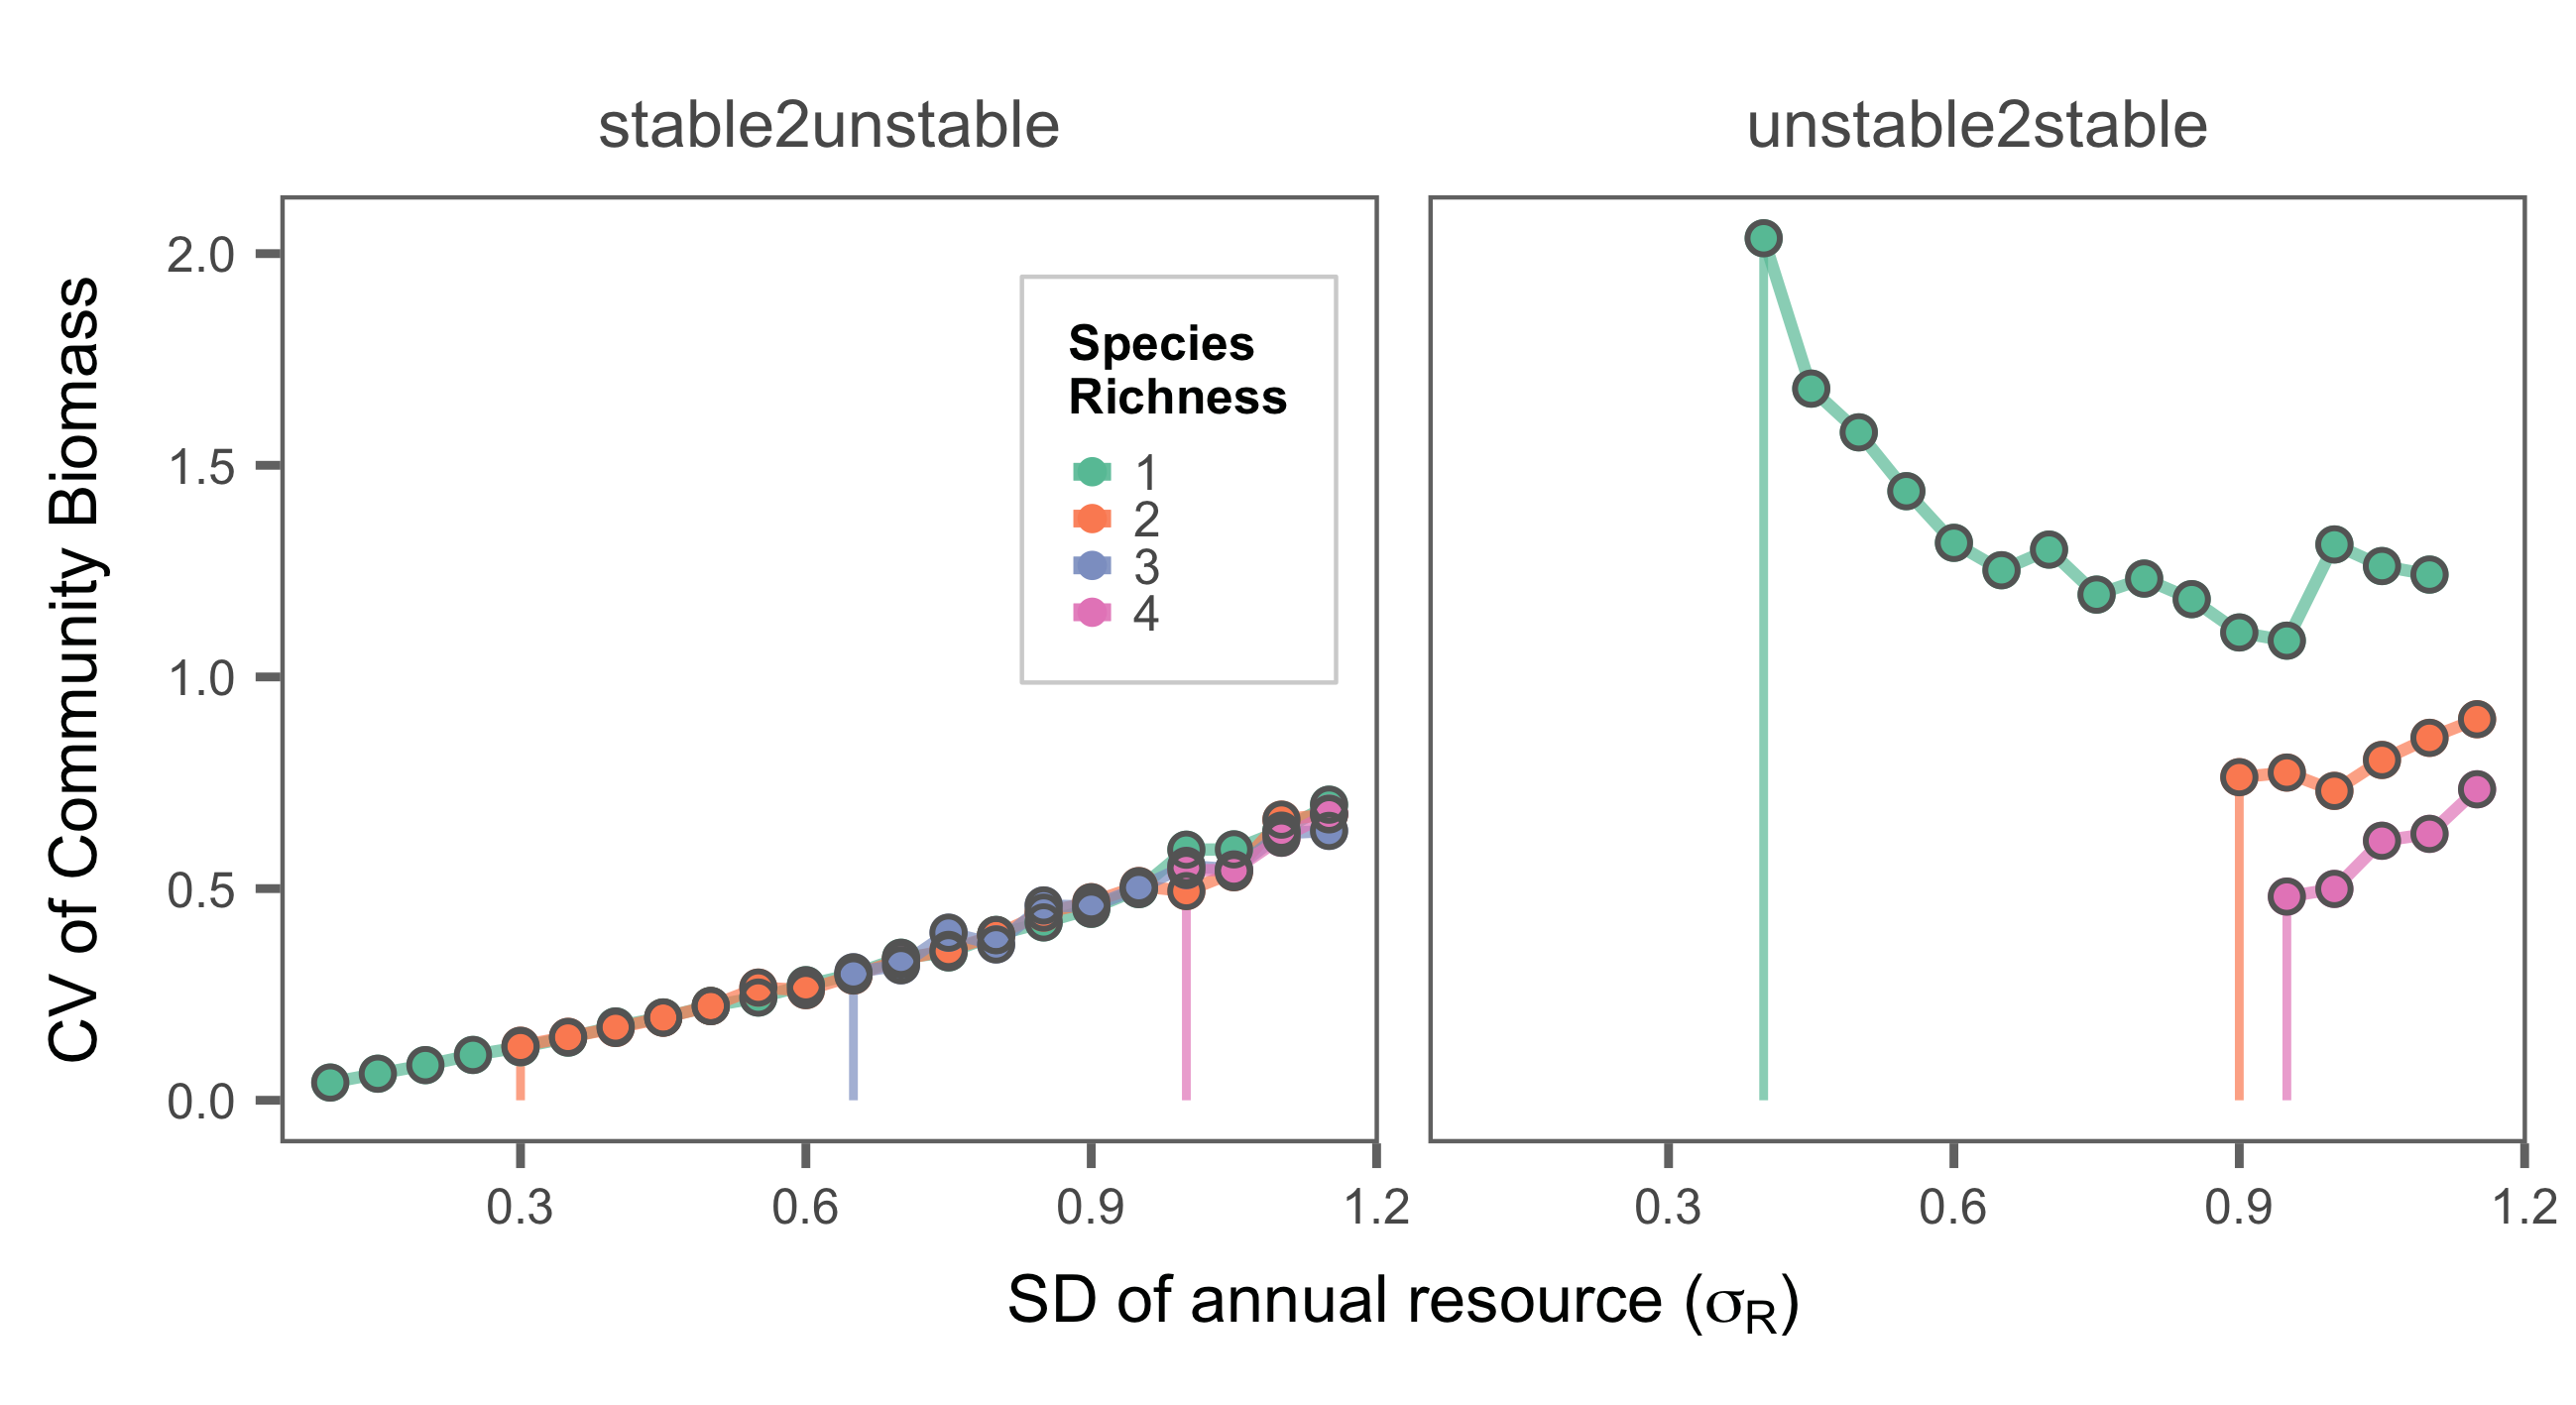 stable2unstable
unstable2stable
CV of Community Biomass
2.0
1.5
1.0
0.5
0.0
Species
Richness
1
2
3
4
0.3 0.6 0.9 1.2
0.3 0.6 0.9 1.2
SD of annual resource (σR)